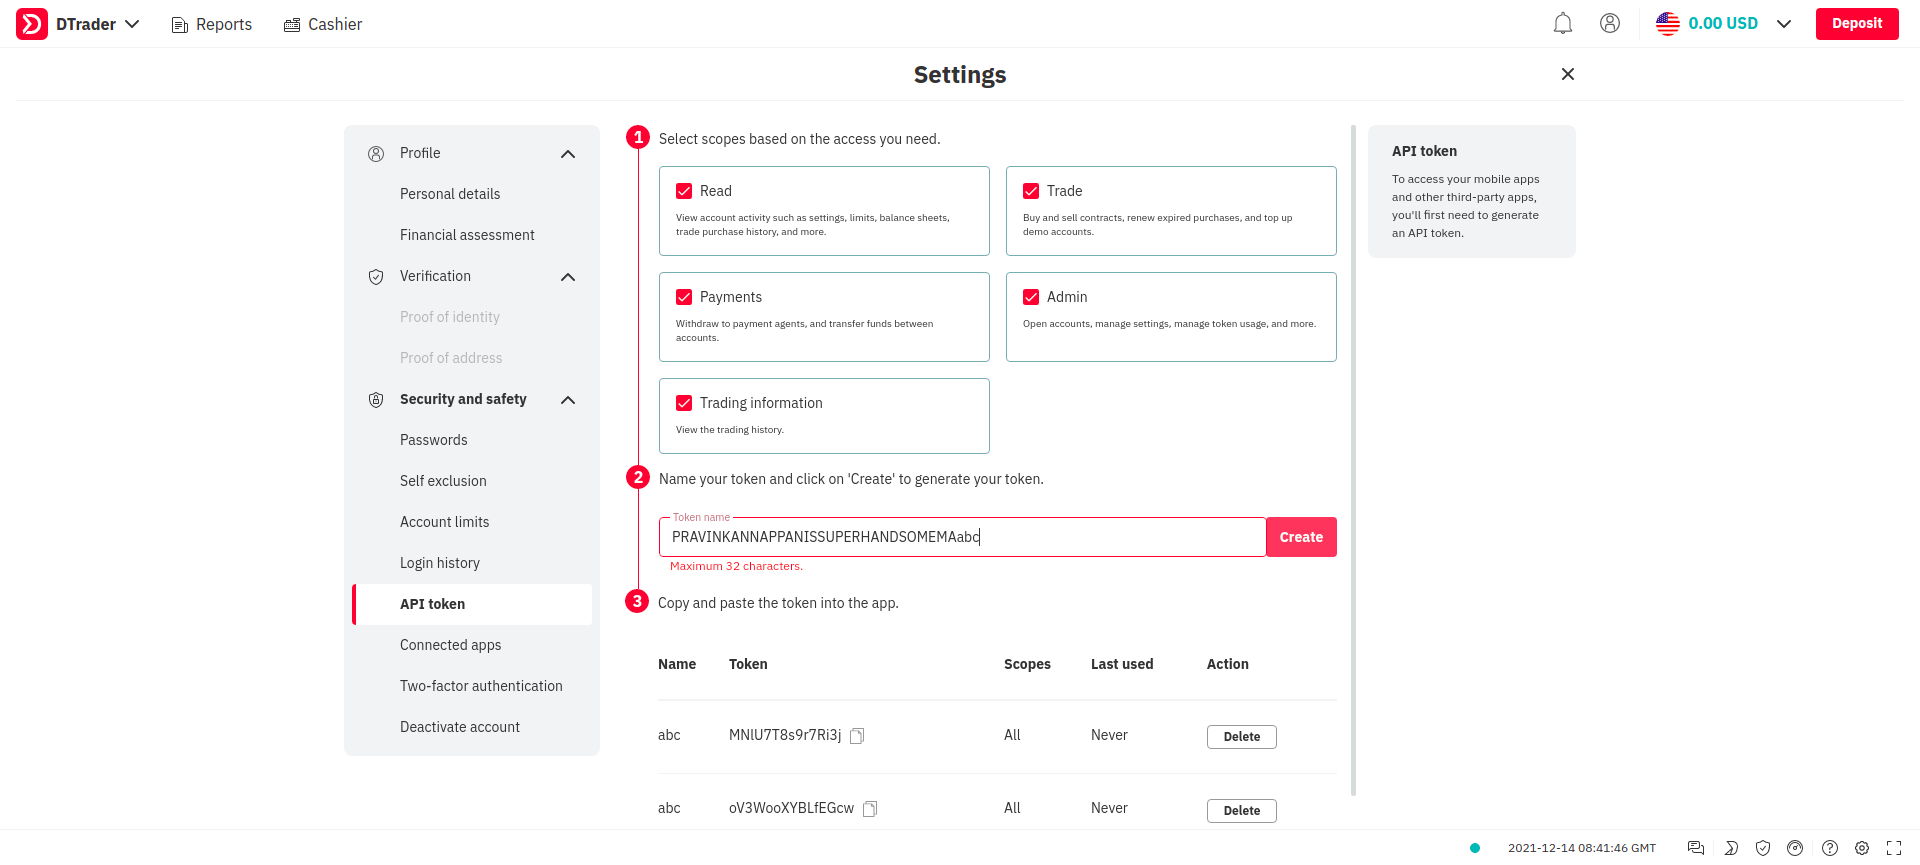 DTrader
Reports
Cashier
0.00 USD
Deposit
Settings
Profile
Personal details
Financial assessment
Verification
Proof of identity
Proof of address
Security and safety
Passwords
Self exclusion
Account limits
Login history
API token
Connected apps
Two-factor authentication
Deactivate account
1 Select scopes based on the access you need.
Read
View account activity such as settings, limits, balance sheets,
trade purchase history, and more.
Trade
Buy and sell contracts, renew expired purchases, and top up
demo accounts.
Payments
Withdraw to payment agents, and transfer funds between
accounts.
Admin
Open accounts, manage settings, manage token usage, and more.
Trading information
View the trading history.
2 Name your token and click on 'Create' to generate your token.
Token name
PRAVINKANNAPPANISSUPERHANDSOMEMAabc
Create
Maximum 32 characters.
3 Copy and paste the token into the app.
Name Token Scopes Last used Action
abc MNlU7T8s9r7Ri3j All Never Delete
abc oV3WooXYBLfEGcw All Never Delete
API token
To access your mobile apps
and other third-party apps,
you'll first need to generate
an API token.
2021-12-14 08:41:46 GMT